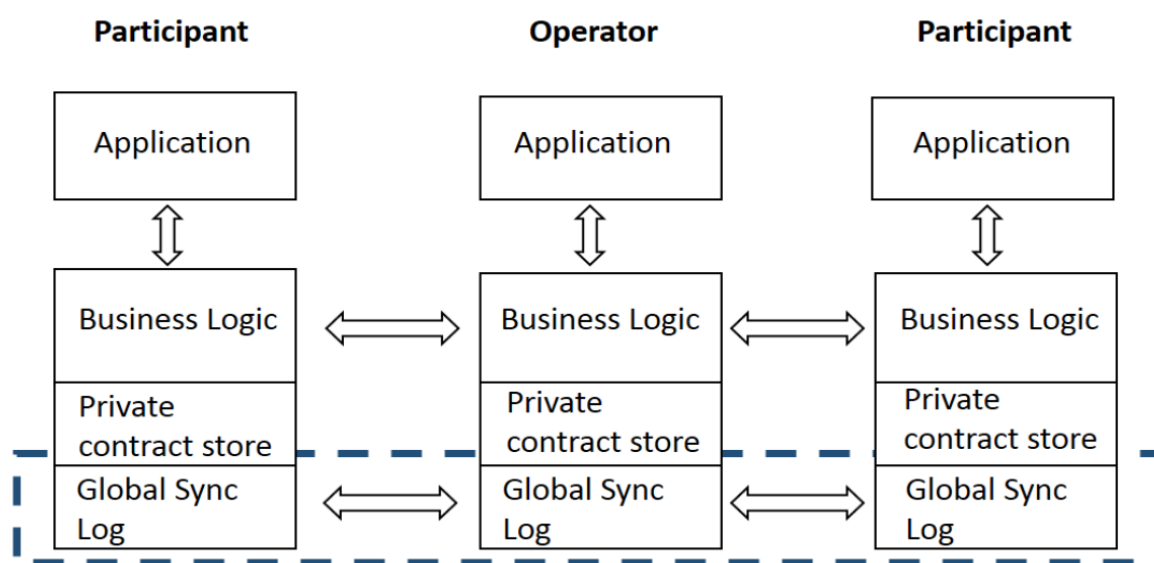 Participant
Operator
Participant
Application
Application
Application
Business Logic
Business Logic
Business Logic
Private
contract store
Private
contract store
Private
contract store
Global Sync
Log
Global Sync
Log
Global Sync
Log